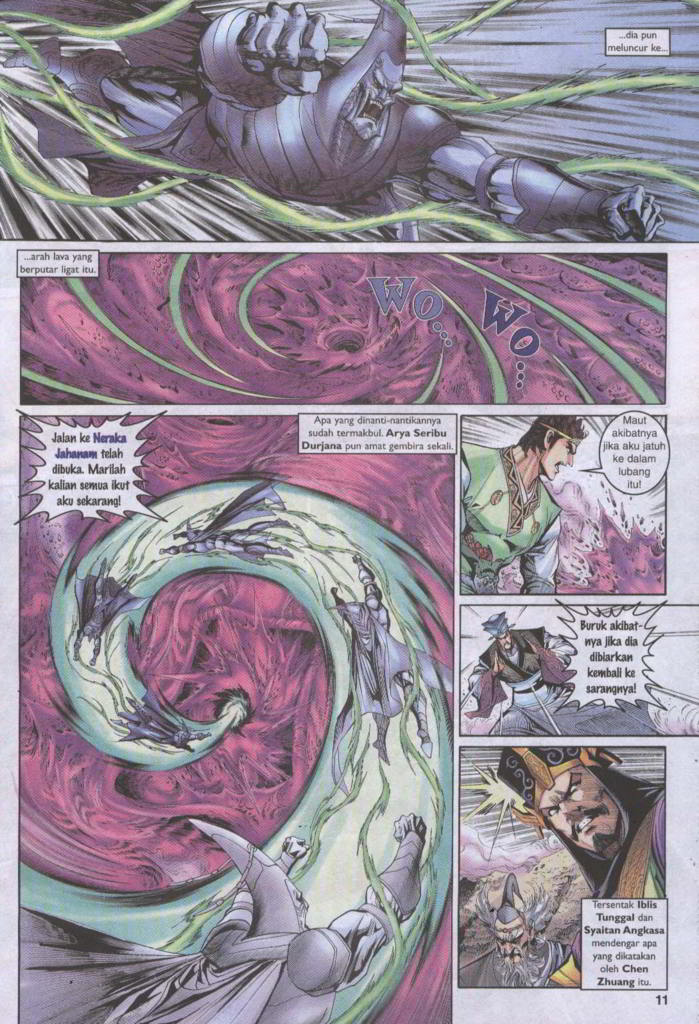 ...dia pun
meluncur ke...
...arah lava yang
berputar ligat itu.
WO...
WO...
Jalan ke Neraka
Jahanam telah
dibuka. Marilah
kalian semua ikut
aku sekarang!
Apa yang dinanti-nantikannya
sudah termakbul. Arya Seribu
Durjana pun amat gembira sekali.
Maut
akibatnya
jika aku jatuh
ke dalam
lubang
itu!
Buruk akibat-
nya jika dia
dibiarkan
kembali ke
sarangnya!
Tersentak Iblis
Tunggal dan
Syaitan Angkasa
mendengar apa
yang dikatakan
oleh Chen
Zhuang itu.
11